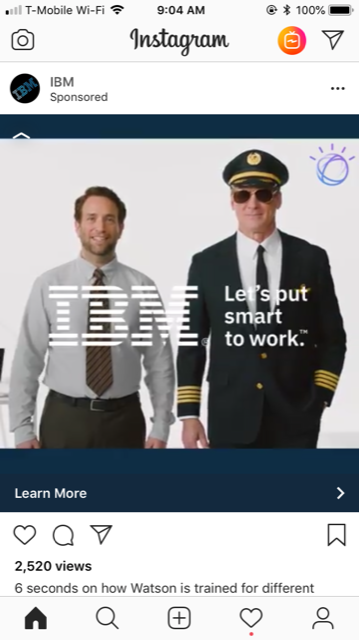 T-Mobile Wi-Fi 9:04 AM 100%
Instagram
IBM
IBM
Sponsored
IBM®
Let's put
smart
to work.™
Learn More
2,520 views
6 seconds on how Watson is trained for different